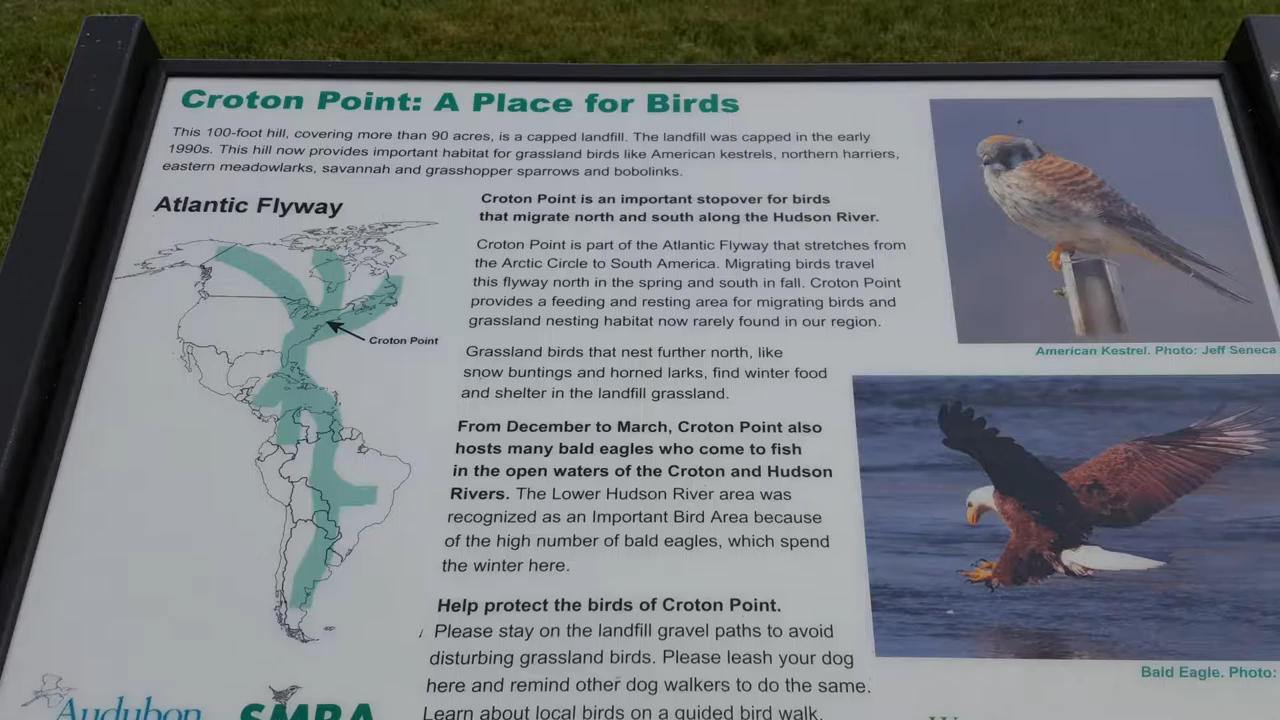 Croton Point: A Place for Birds
This 100-foot hill, covering more than 90 acres, is a capped landfill. The landfill was capped in the early
1990s. This hill now provides important habitat for grassland birds like American kestrels, northern harriers,
eastern meadowlarks, savannah and grasshopper sparrows and bobolinks.
Atlantic Flyway
Croton Point
Croton Point is an important stopover for birds
that migrate north and south along the Hudson River.
Croton Point is part of the Atlantic Flyway that stretches from
the Arctic Circle to South America. Migrating birds travel
this flyway north in the spring and south in fall. Croton Point
provides a feeding and resting area for migrating birds and
grassland nesting habitat now rarely found in our region.
Grassland birds that nest further north, like
snow buntings and horned larks, find winter food
and shelter in the landfill grassland.
From December to March, Croton Point also
hosts many bald eagles who come to fish
in the open waters of the Croton and Hudson
Rivers. The Lower Hudson River area was
recognized as an Important Bird Area because
of the high number of bald eagles, which spend
the winter here.
Help protect the birds of Croton Point.
Please stay on the landfill gravel paths to avoid
disturbing grassland birds. Please leash your dog
here and remind other dog walkers to do the same.
Learn about local birds on a guided bird walk.
American Kestrel. Photo: Jeff Seneca
Bald Eagle. Photo:
Audubon